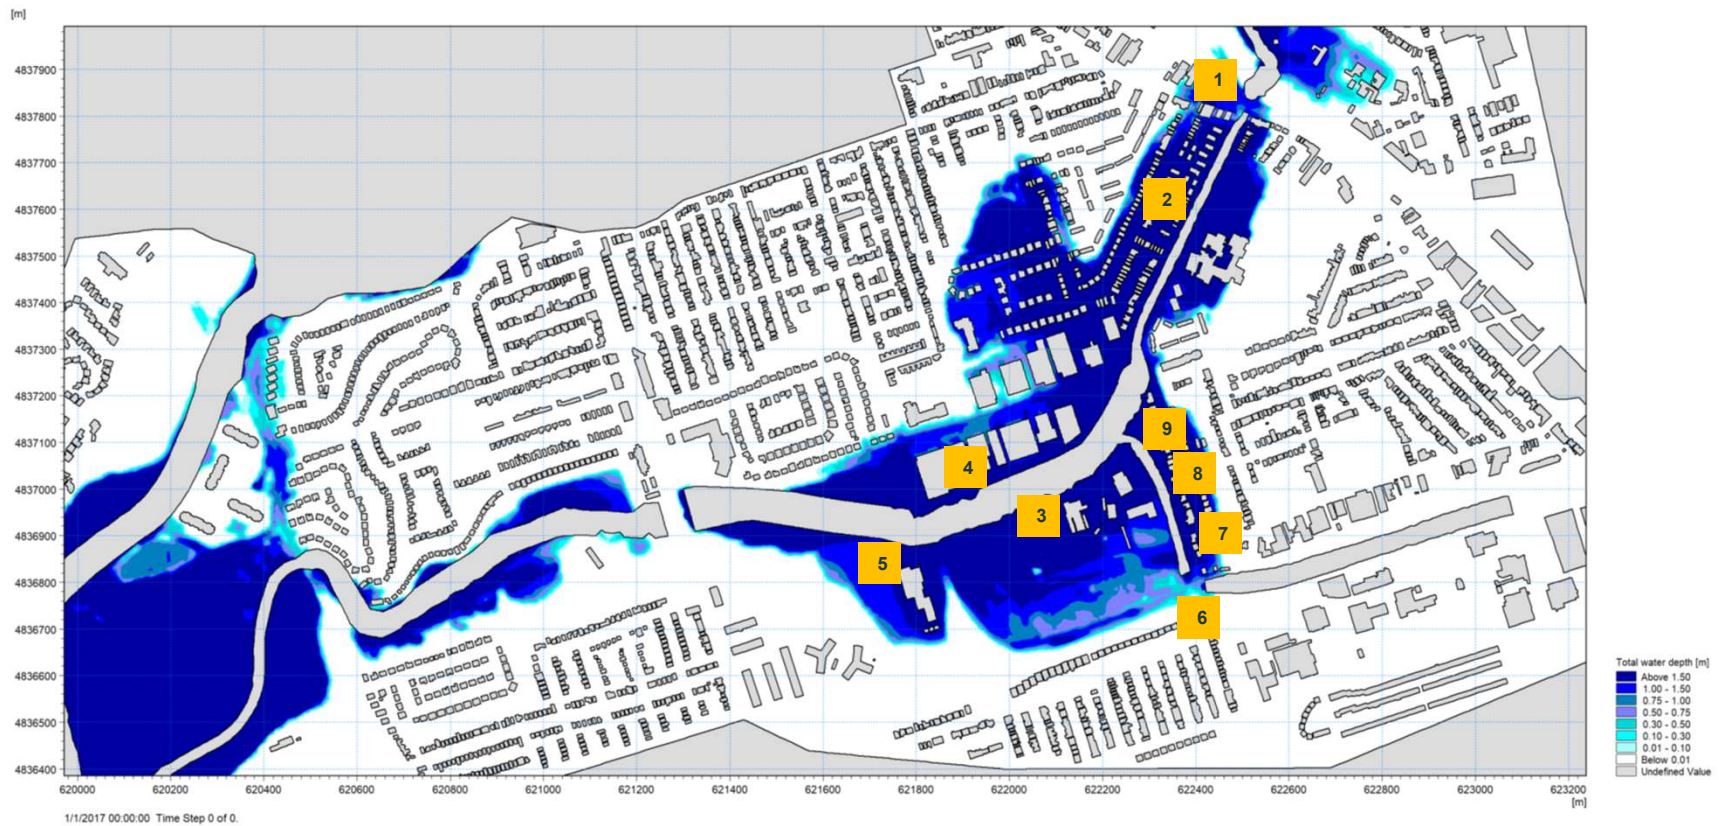 [m]
4837900
4837800
4837700
4837600
4837500
4837400
4837300
4837200
4837100
4837000
4836900
4836800
4836700
4836600
4836500
4836400
1
2
9
4
8
3
7
5
6
620000 620200 620400 620600 620800 621000 621200 621400 621600 621800 622000 622200 622400 622600 622800 623000 623200
[m]
1/1/2017 00:00:00 Time Step 0 of 0.
Total water depth [m]
Above 1.50
1.00 - 1.50
0.75 - 1.00
0.50 - 0.75
0.30 - 0.50
0.10 - 0.30
0.01 - 0.10
Below 0.01
Undefined Value